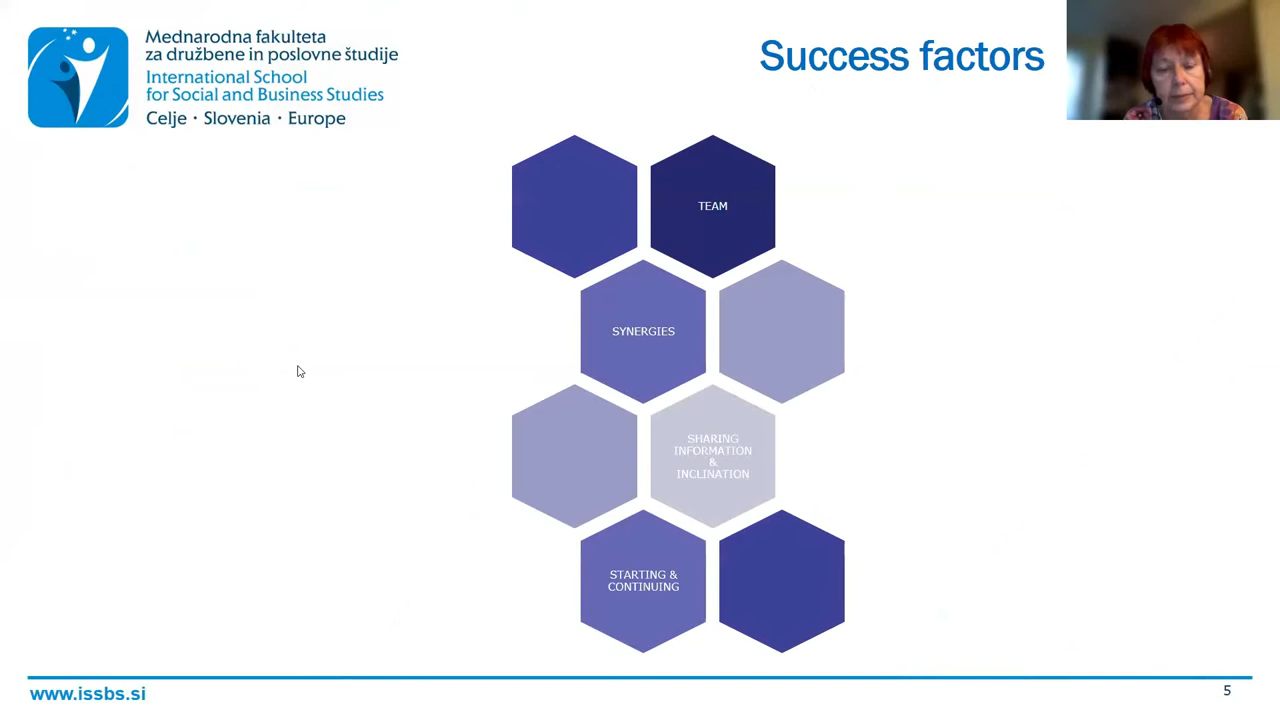 Mednarodna fakulteta
za družbene in poslovne študije
International School
for Social and Business Studies
Celje · Slovenia · Europe
Success factors
TEAM
SYNERGIES
SHARING
INFORMATION
&
INCLINATION
STARTING &
CONTINUING
www.issbs.si
5